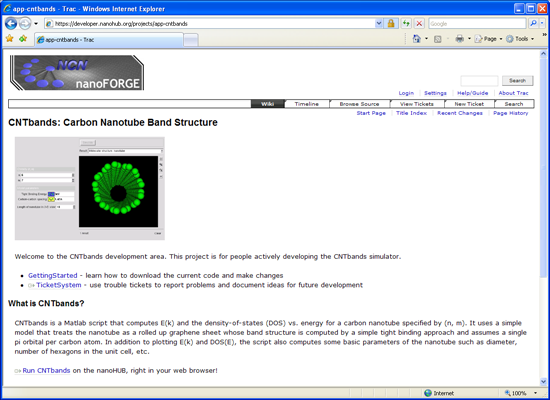 app-cntbands - Trac - Windows Internet Explorer
https://developer.nanohub.org/projects/app-cntbands
Google
app-cntbands - Trac
Page
Tools
NCN
nanoFORGE
Search
Login
Settings
Help/Guide
About Trac
Wiki
Timeline
Browse Source
View Tickets
New Ticket
Search
Start Page
Title Index
Recent Changes
Page History
CNTbands: Carbon Nanotube Band Structure
Welcome to the CNTbands development area. This project is for people actively developing the CNTbands simulator.
GettingStarted - learn how to download the current code and make changes
TicketSystem - use trouble tickets to report problems and document ideas for future development
What is CNTbands?
CNTbands is a Matlab script that computes E(k) and the density-of-states (DOS) vs. energy for a carbon nanotube specified by (n, m). It uses a simple
model that treats the nanotube as a rolled up graphene sheet whose band structure is computed by a simple tight binding approach and assumes a single
pi orbital per carbon atom. In addition to plotting E(k) and DOS(E), the script also computes some basic parameters of the nanotube such as diameter,
number of hexagons in the unit cell, etc.
Run CNTbands on the nanoHUB, right in your web browser!
Internet
100%